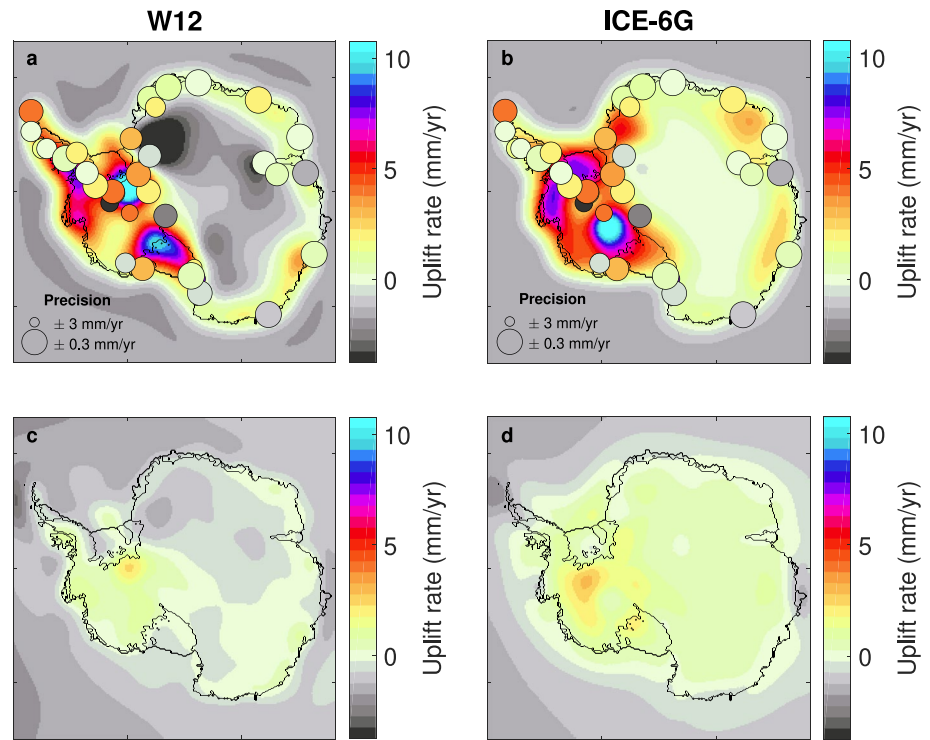 W12
ICE-6G
a
10
5
0
Uplift rate (mm/yr)
Precision
± 3 mm/yr
± 0.3 mm/yr
b
10
5
0
Uplift rate (mm/yr)
Precision
± 3 mm/yr
± 0.3 mm/yr
c
10
5
0
Uplift rate (mm/yr)
d
10
5
0
Uplift rate (mm/yr)